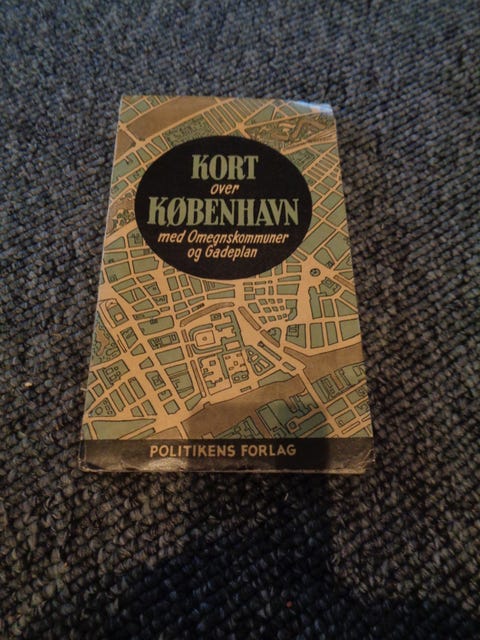 KORT
over
KØBENHAVN
med Omegnskommuner
og Gadeplan
POLITIKENS FORLAG